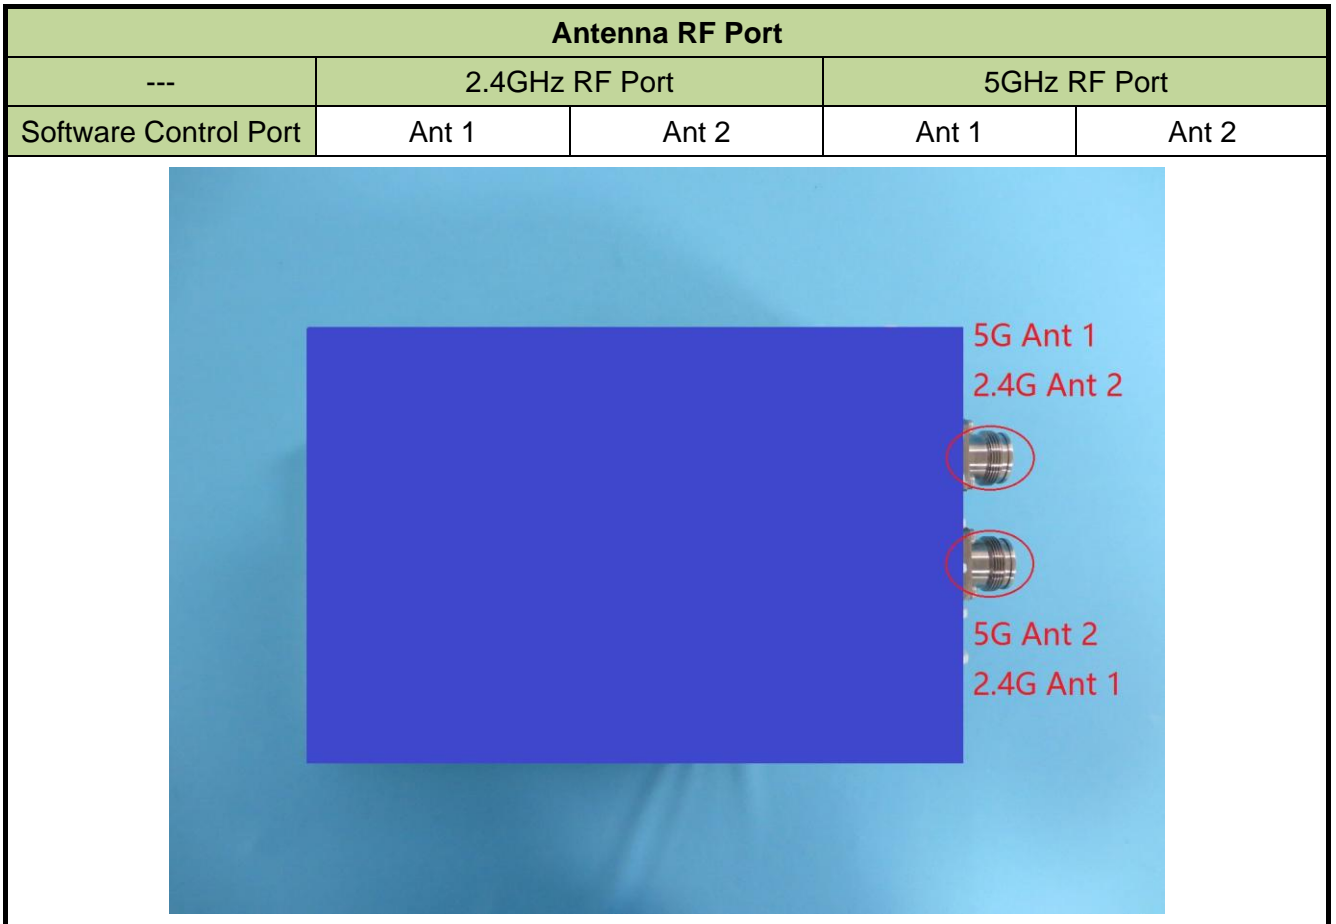 Antenna RF Port
--- 2.4GHz RF Port 5GHz RF Port
Software Control Port Ant 1 Ant 2 Ant 1 Ant 2
5G Ant 1
2.4G Ant 2
5G Ant 2
2.4G Ant 1